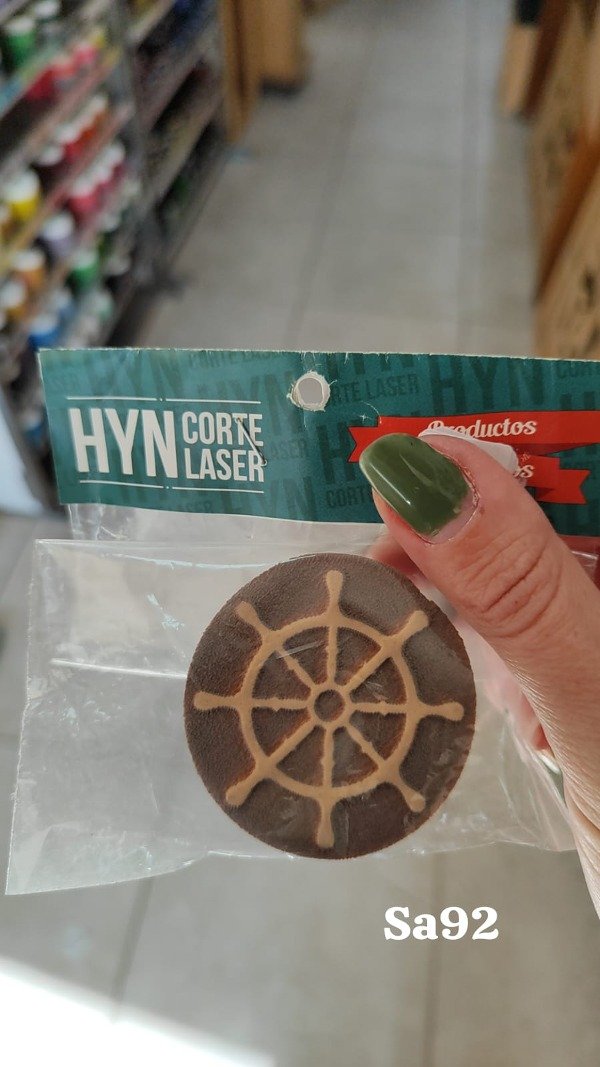 HYN CORTE
LASER
Productos
Sa92